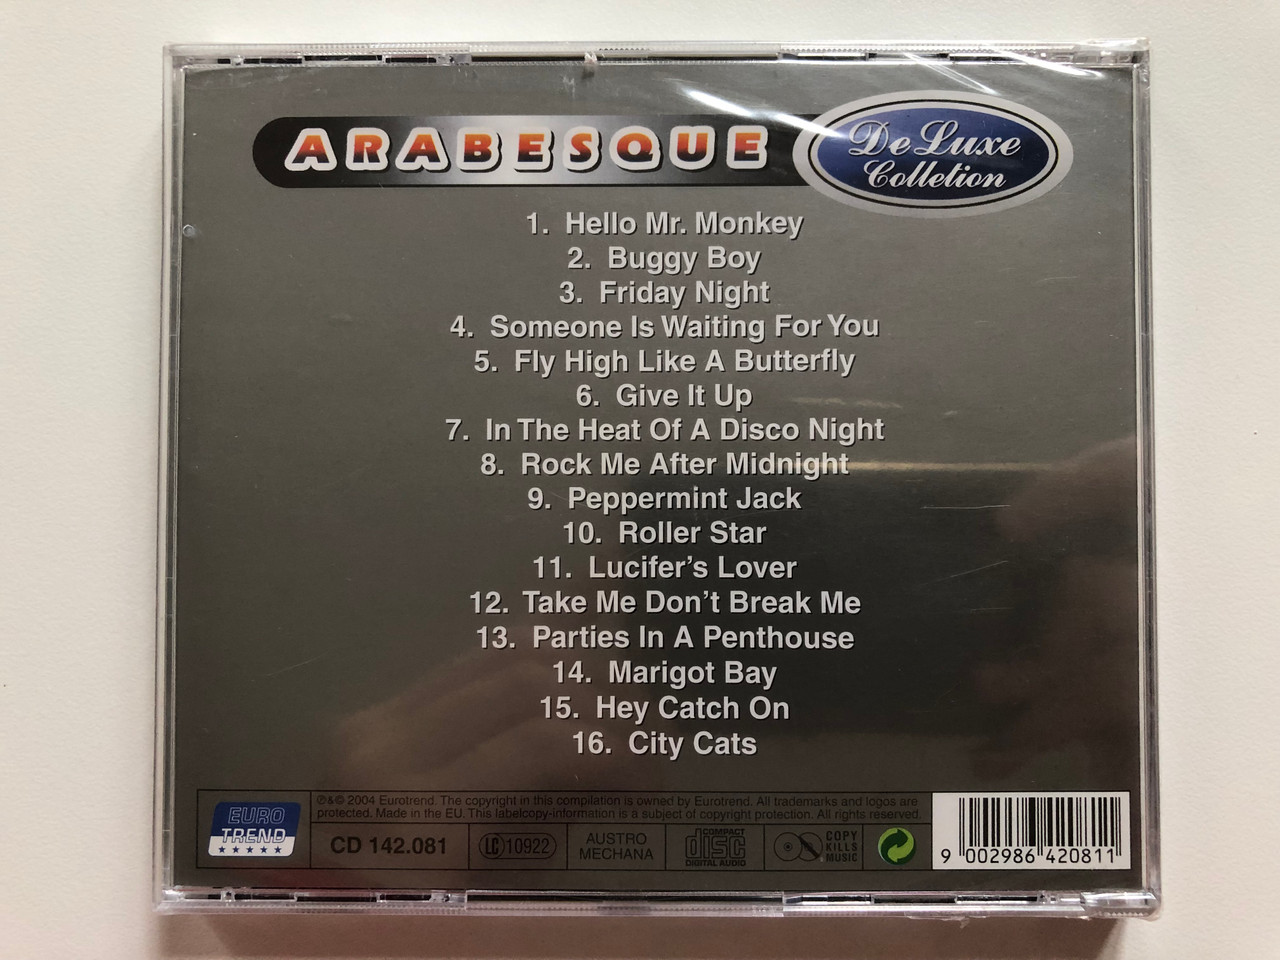 ARABESQUE
De Luxe
Colletion
1. Hello Mr. Monkey
2. Buggy Boy
3. Friday Night
4. Someone Is Waiting For You
5. Fly High Like A Butterfly
6. Give It Up
7. In The Heat Of A Disco Night
8. Rock Me After Midnight
9. Peppermint Jack
10. Roller Star
11. Lucifer's Lover
12. Take Me Don't Break Me
13. Parties In A Penthouse
14. Marigot Bay
15. Hey Catch On
16. City Cats
EURO
TREND
℗&© 2004 Eurotrend. The copyright in this compilation is owned by Eurotrend. All trademarks and logos are
protected. Made in the EU. This labelcopy-information is a subject of copyright protection. All rights reserved.
CD 142.081
LC 10922
AUSTRO
MECHANA
COMPACT
disc
DIGITAL AUDIO
COPY
KILLS
MUSIC
9 002986 420811